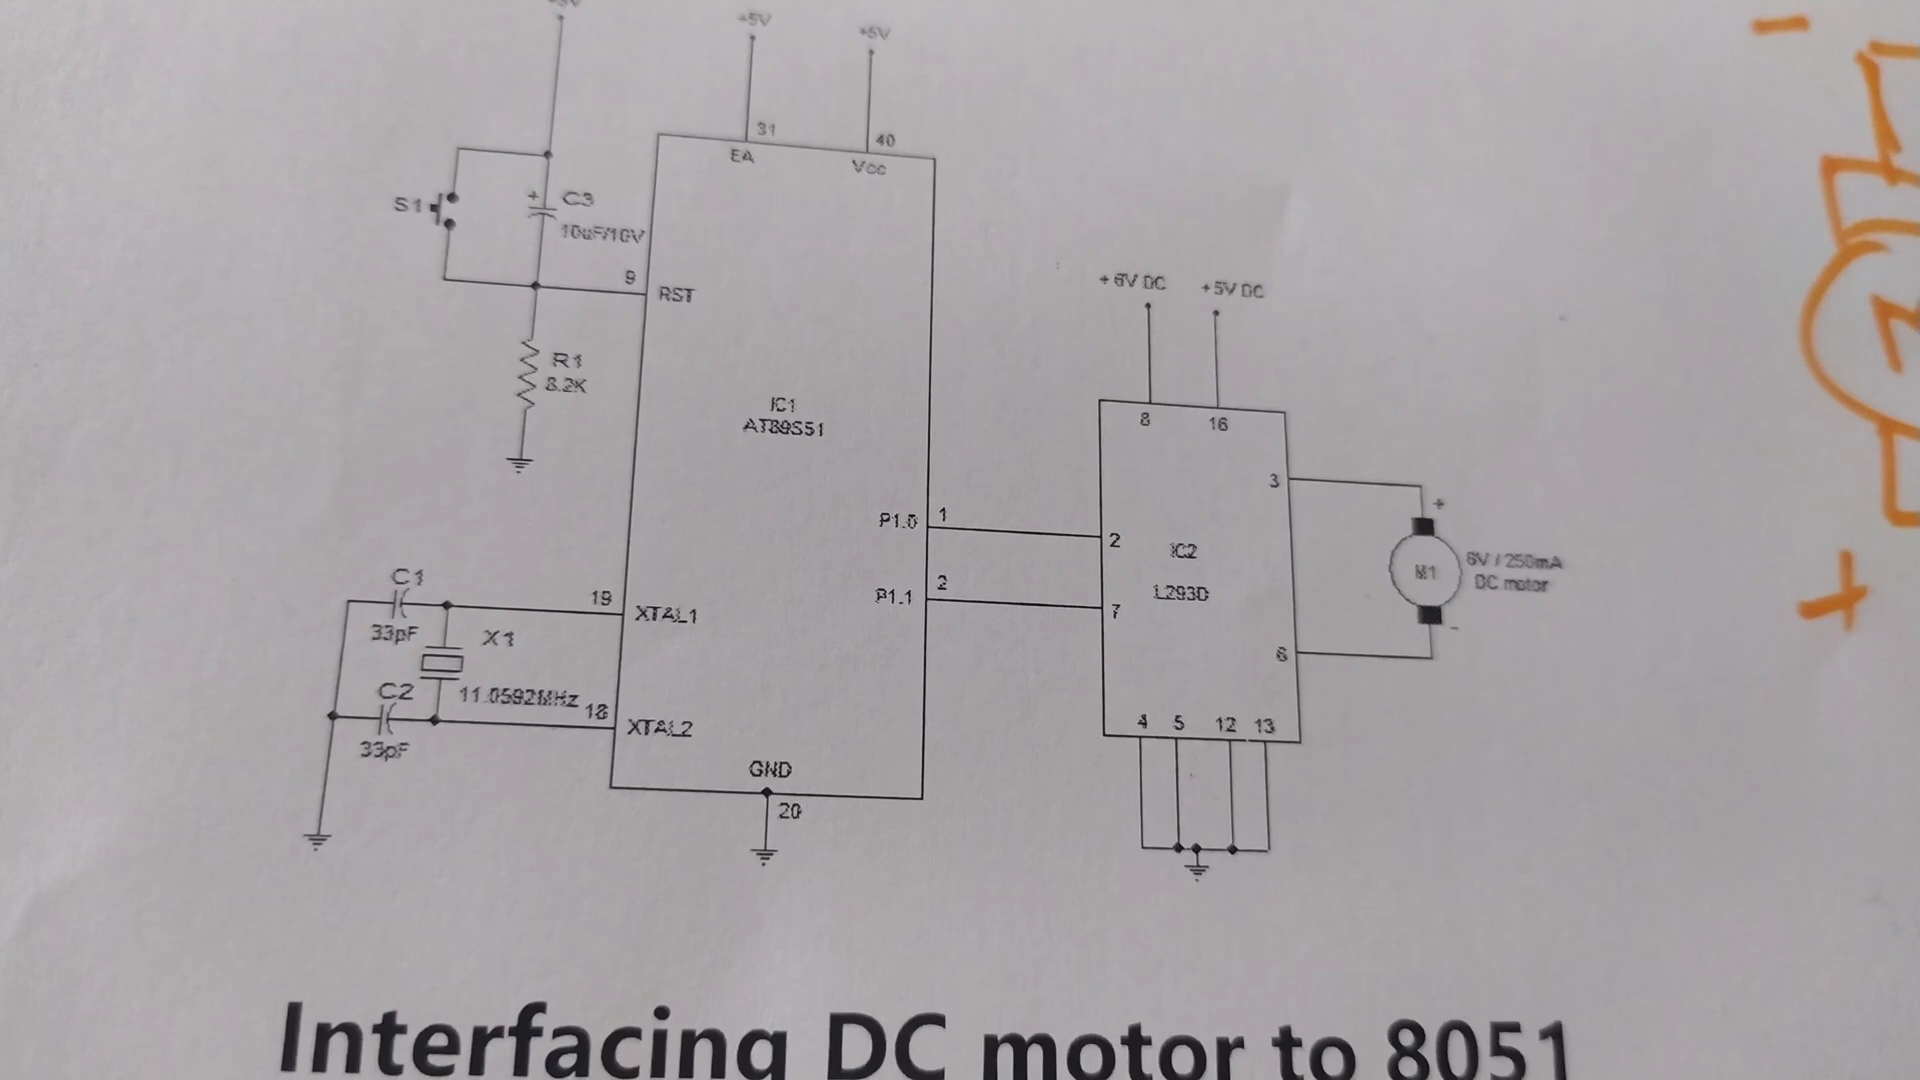 +5V
+5V
+5V
31
40
EA
Vcc
S1
+
C3
10uF/10V
9
RST
R1
8.2K
IC1
AT89S51
+6V DC
+5V DC
8
16
3
+
P1.0
1
2
IC2
L293D
M1
6V / 250mA
DC motor
P1.1
2
7
6
-
C1
33pF
19
XTAL1
X1
C2
11.0592MHz
18
XTAL2
33pF
GND
20
4 5 12 13
-
+
Interfacing DC motor to 8051